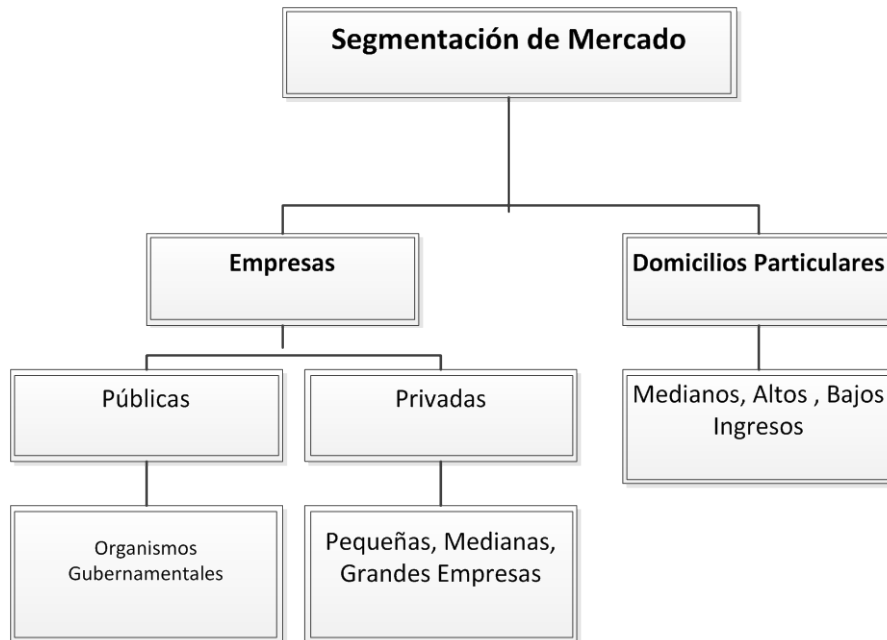 Segmentación de Mercado
Empresas
Domicilios Particulares
Públicas
Privadas
Medianos, Altos , Bajos
Ingresos
Organismos
Gubernamentales
Pequeñas, Medianas,
Grandes Empresas